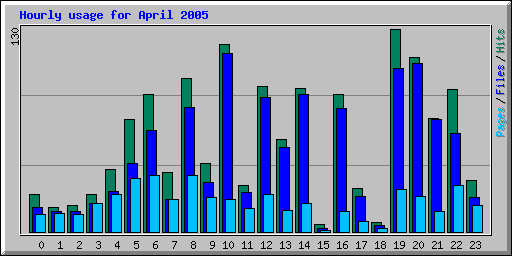 Hourly usage for April 2005
130
Pages/Files/Hits
0 1 2 3 4 5 6 7 8 9 10 11 12 13 14 15 16 17 18 19 20 21 22 23